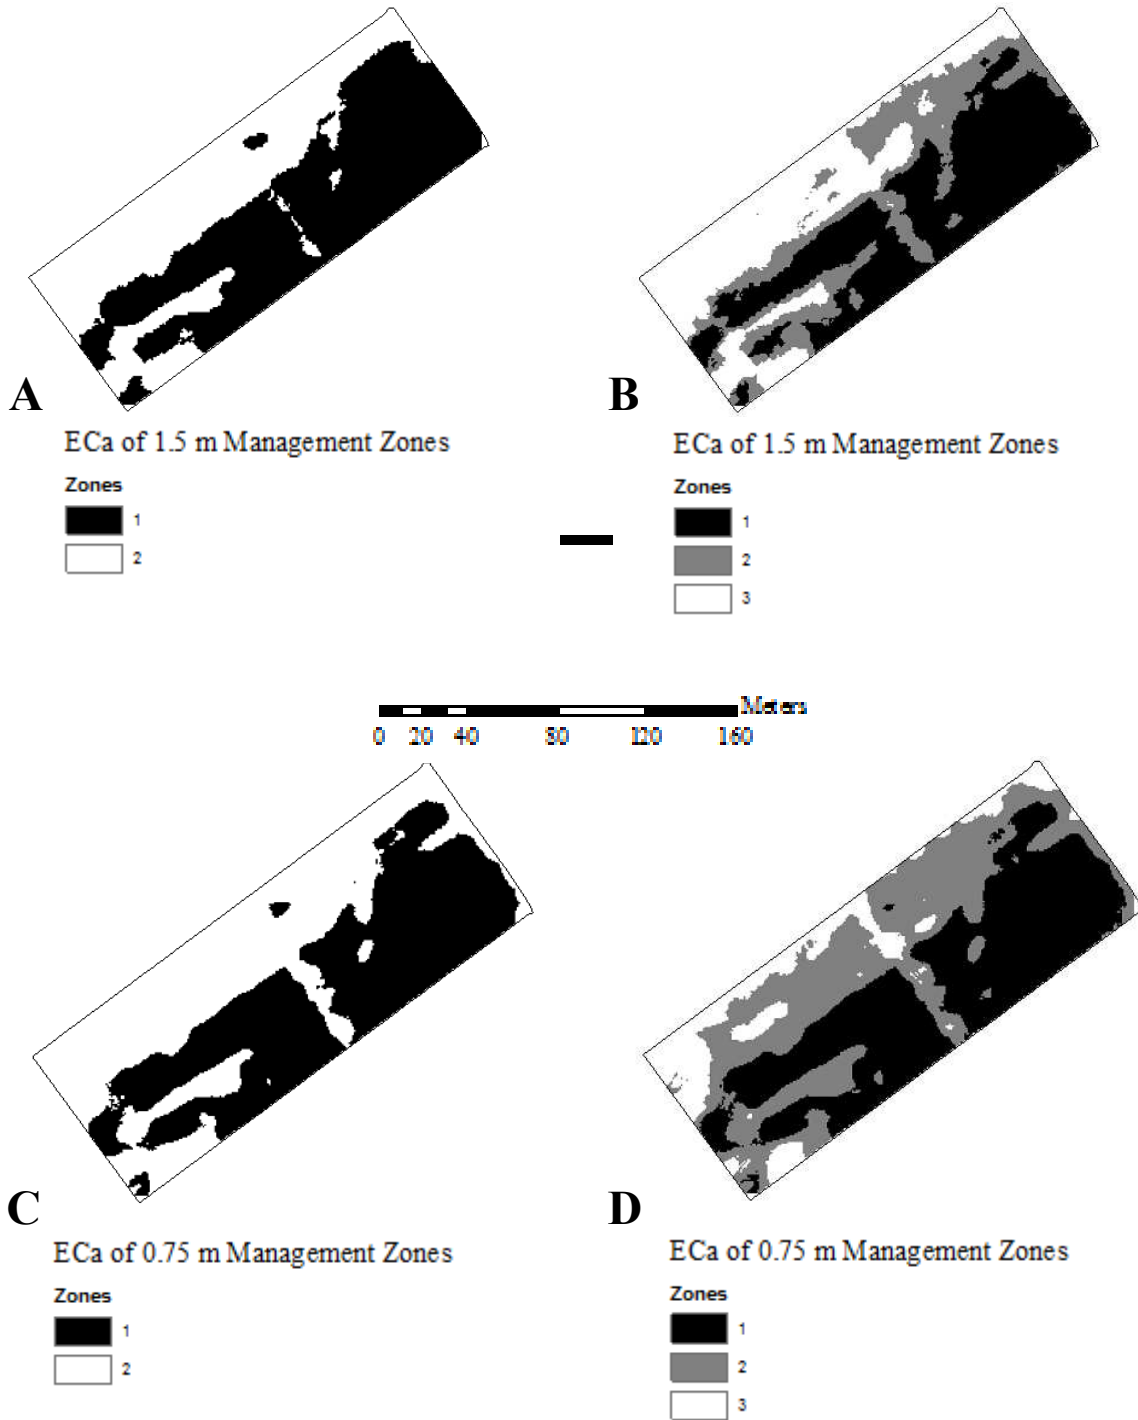 A
B
ECa of 1.5 m Management Zones
Zones
1
2
ECa of 1.5 m Management Zones
Zones
1
2
3
Meters
0 20 40 80 120 160
C
D
ECa of 0.75 m Management Zones
Zones
1
2
ECa of 0.75 m Management Zones
Zones
1
2
3